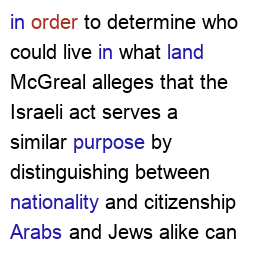 in order to determine who
could live in what land
McGreal alleges that the
Israeli act serves a
similar purpose by
distinguishing between
nationality and citizenship
Arabs and Jews alike can